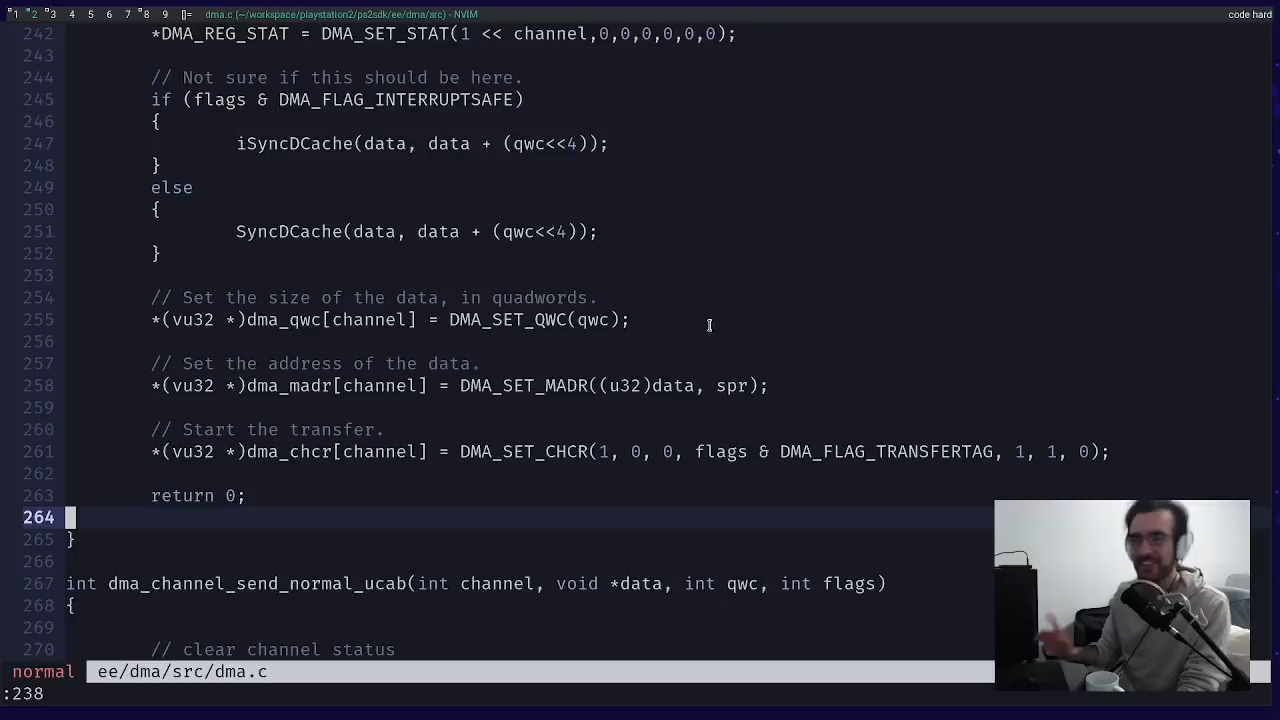 1 2 3 4 5 6 7 8 9 []= dma.c (~/workspace/playstation2/ps2sdk/ee/dma/src) - NVIM code hard
242 *DMA_REG_STAT = DMA_SET_STAT(1 << channel,0,0,0,0,0,0);
243
244 // Not sure if this should be here.
245 if (flags & DMA_FLAG_INTERRUPTSAFE)
246 {
247 iSyncDCache(data, data + (qwc<<4));
248 }
249 else
250 {
251 SyncDCache(data, data + (qwc<<4));
252 }
253
254 // Set the size of the data, in quadwords.
255 *(vu32 *)dma_qwc[channel] = DMA_SET_QWC(qwc);
256
257 // Set the address of the data.
258 *(vu32 *)dma_madr[channel] = DMA_SET_MADR((u32)data, spr);
259
260 // Start the transfer.
261 *(vu32 *)dma_chcr[channel] = DMA_SET_CHCR(1, 0, 0, flags & DMA_FLAG_TRANSFERTAG, 1, 1, 0);
262
263 return 0;
264
265 }
266
267 int dma_channel_send_normal_ucab(int channel, void *data, int qwc, int flags)
268 {
269
270 // clear channel status
normal ee/dma/src/dma.c
:238